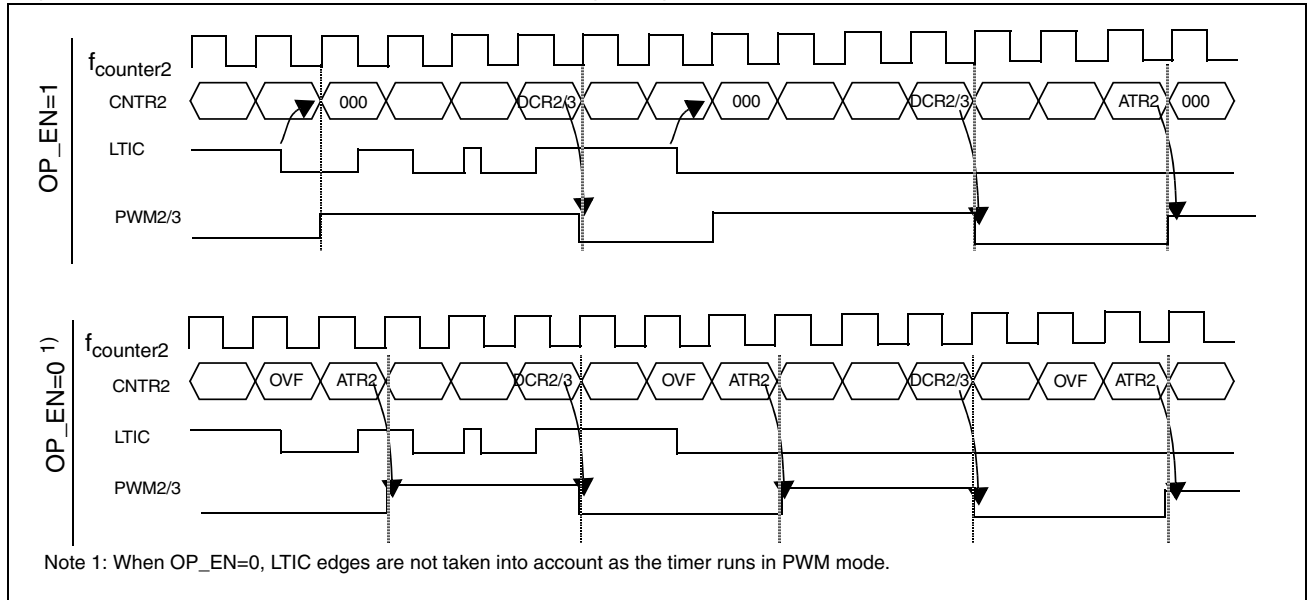 OP_EN=1
fcounter2
CNTR2 000 DCR2/3 000 DCR2/3 ATR2 000
LTIC
PWM2/3
OP_EN=0 1)
fcounter2
CNTR2 OVF ATR2 DCR2/3 OVF ATR2 DCR2/3 OVF ATR2
LTIC
PWM2/3
Note 1: When OP_EN=0, LTIC edges are not taken into account as the timer runs in PWM mode.